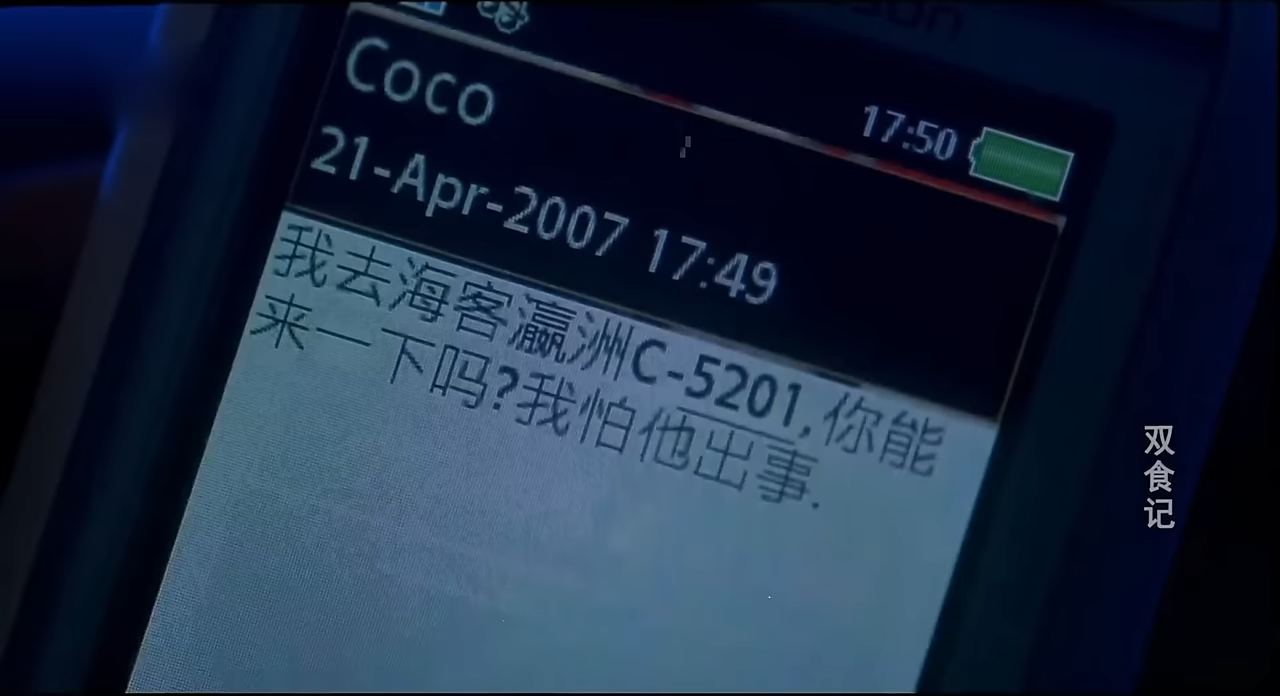 17:50
Coco
21-Apr-2007 17:49
我去海客瀛洲C-5201,你能
来一下吗?我怕他出事.
双食记